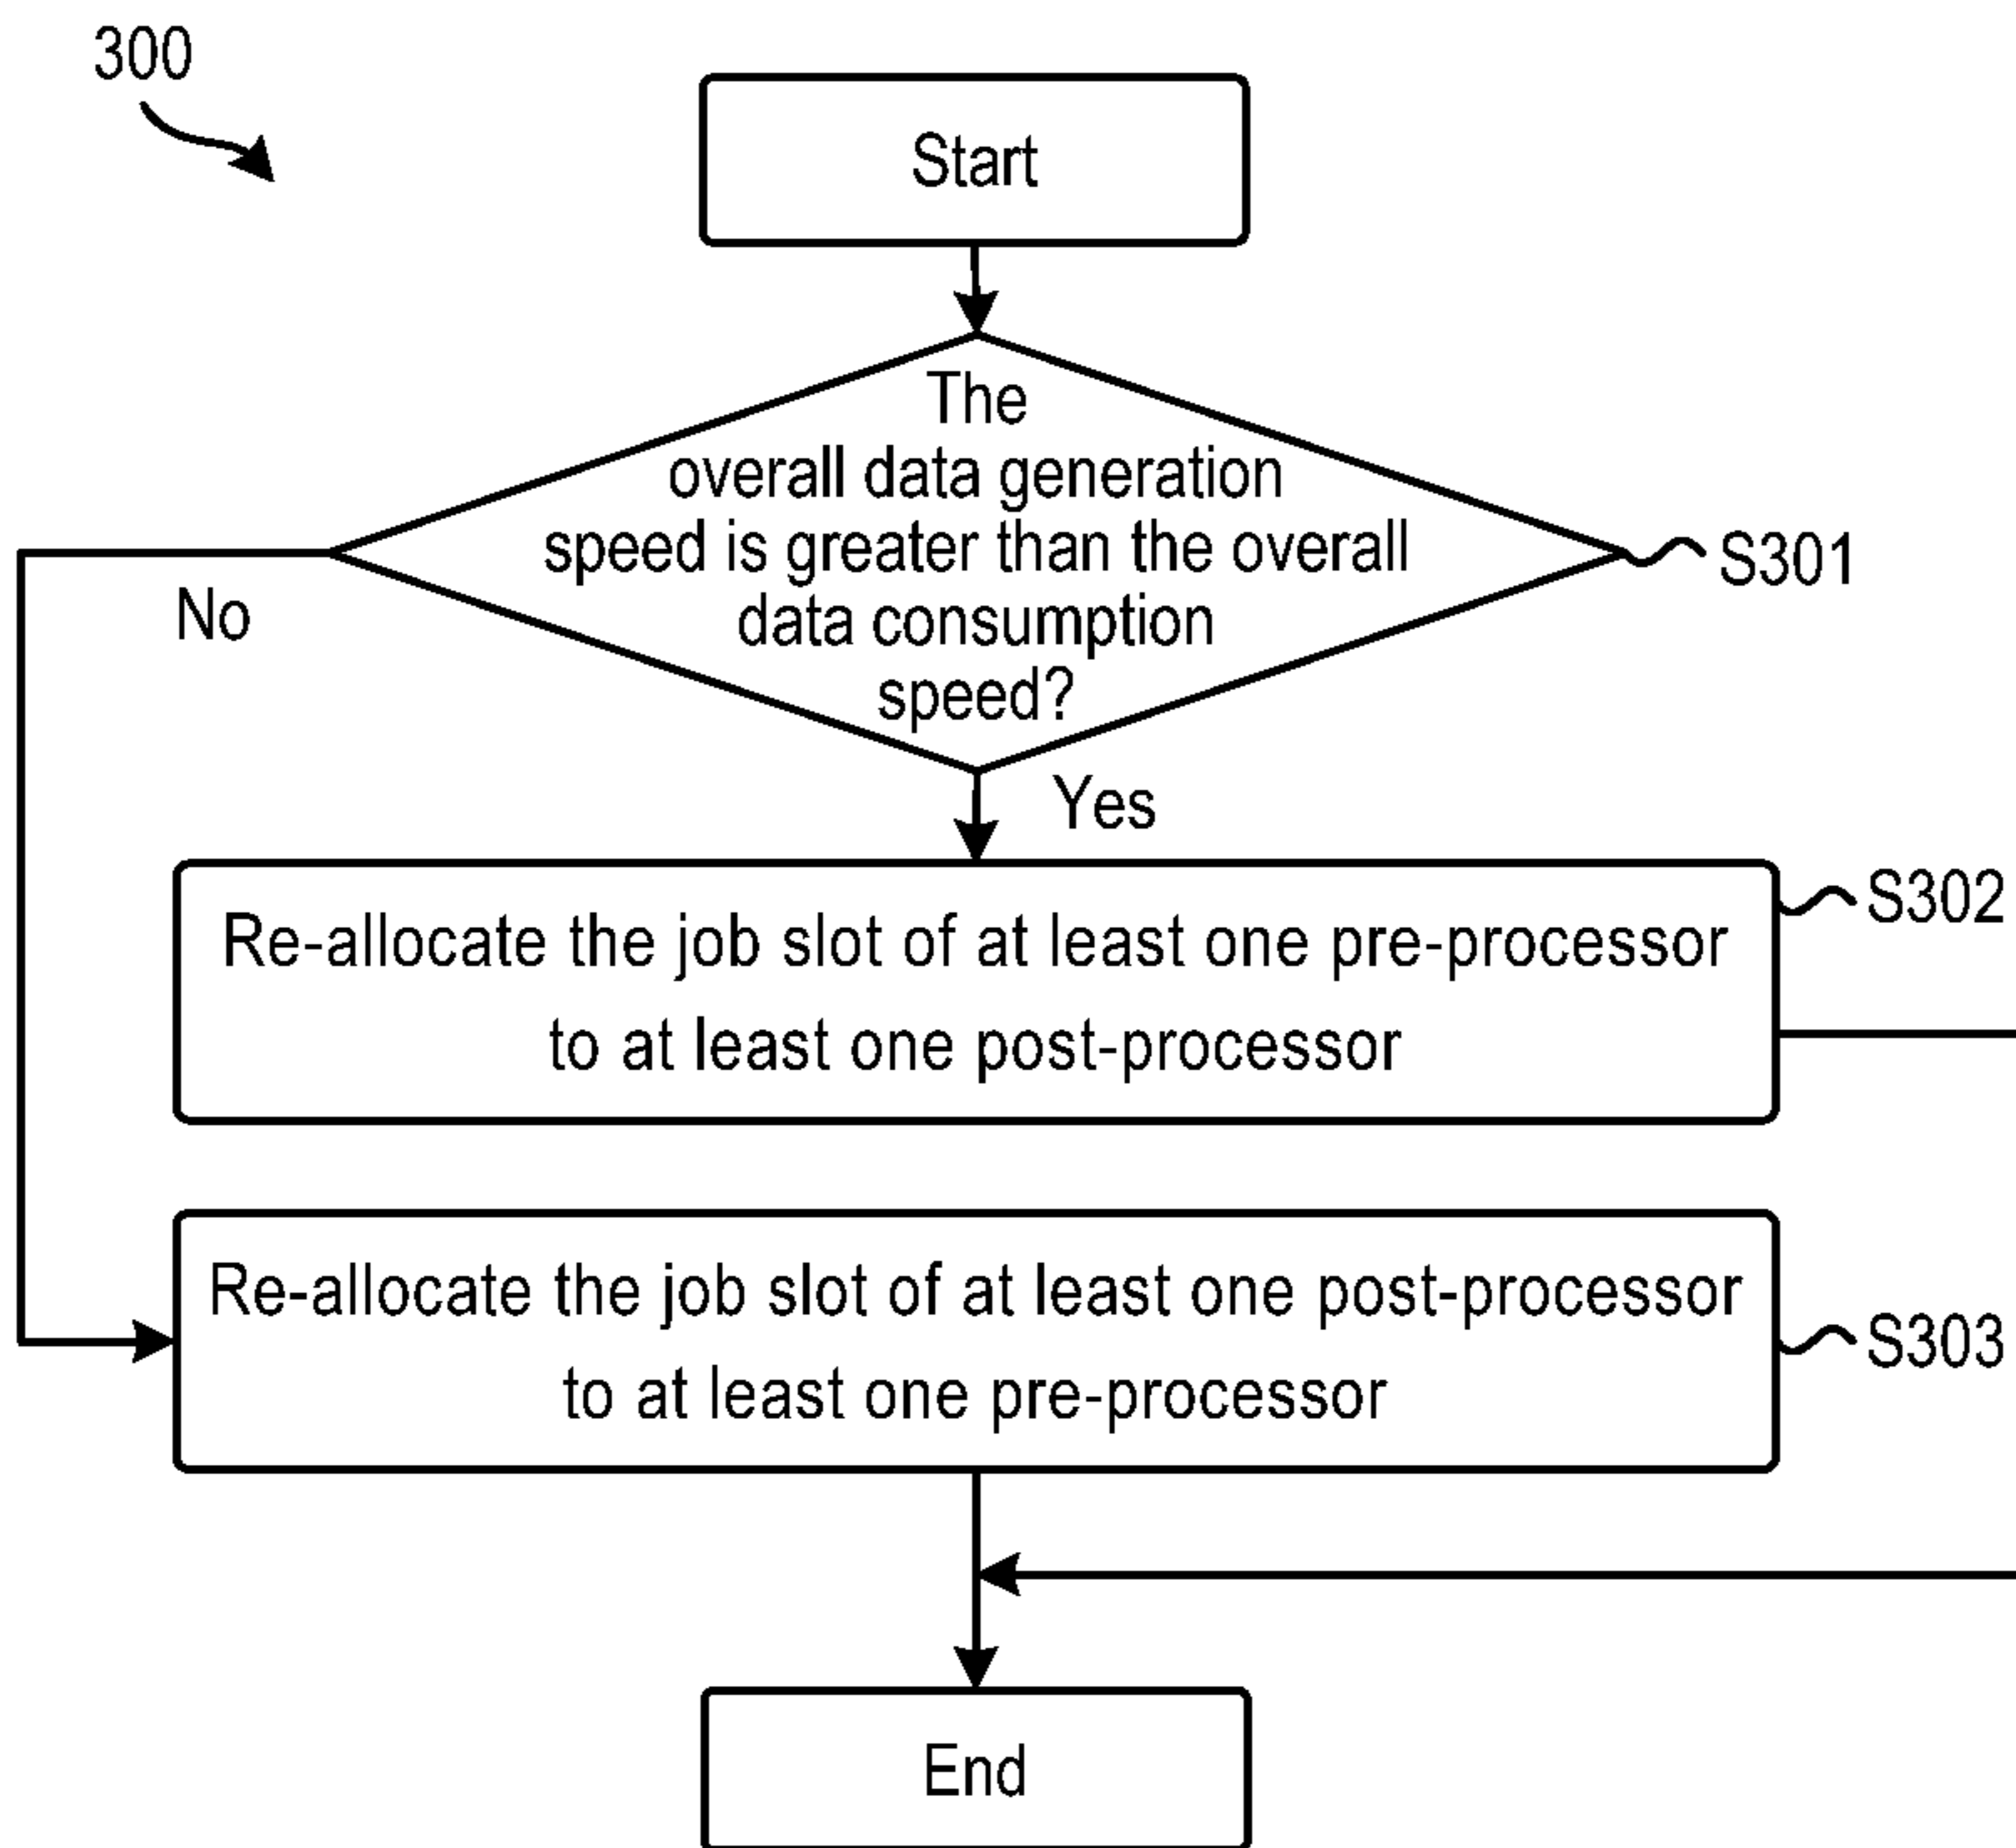 300
Start
The
overall data generation
speed is greater than the overall
data consumption
speed?
S301
No
Yes
S302
Re-allocate the job slot of at least one pre-processor
to at least one post-processor
Re-allocate the job slot of at least one post-processor
to at least one pre-processor
S303
End